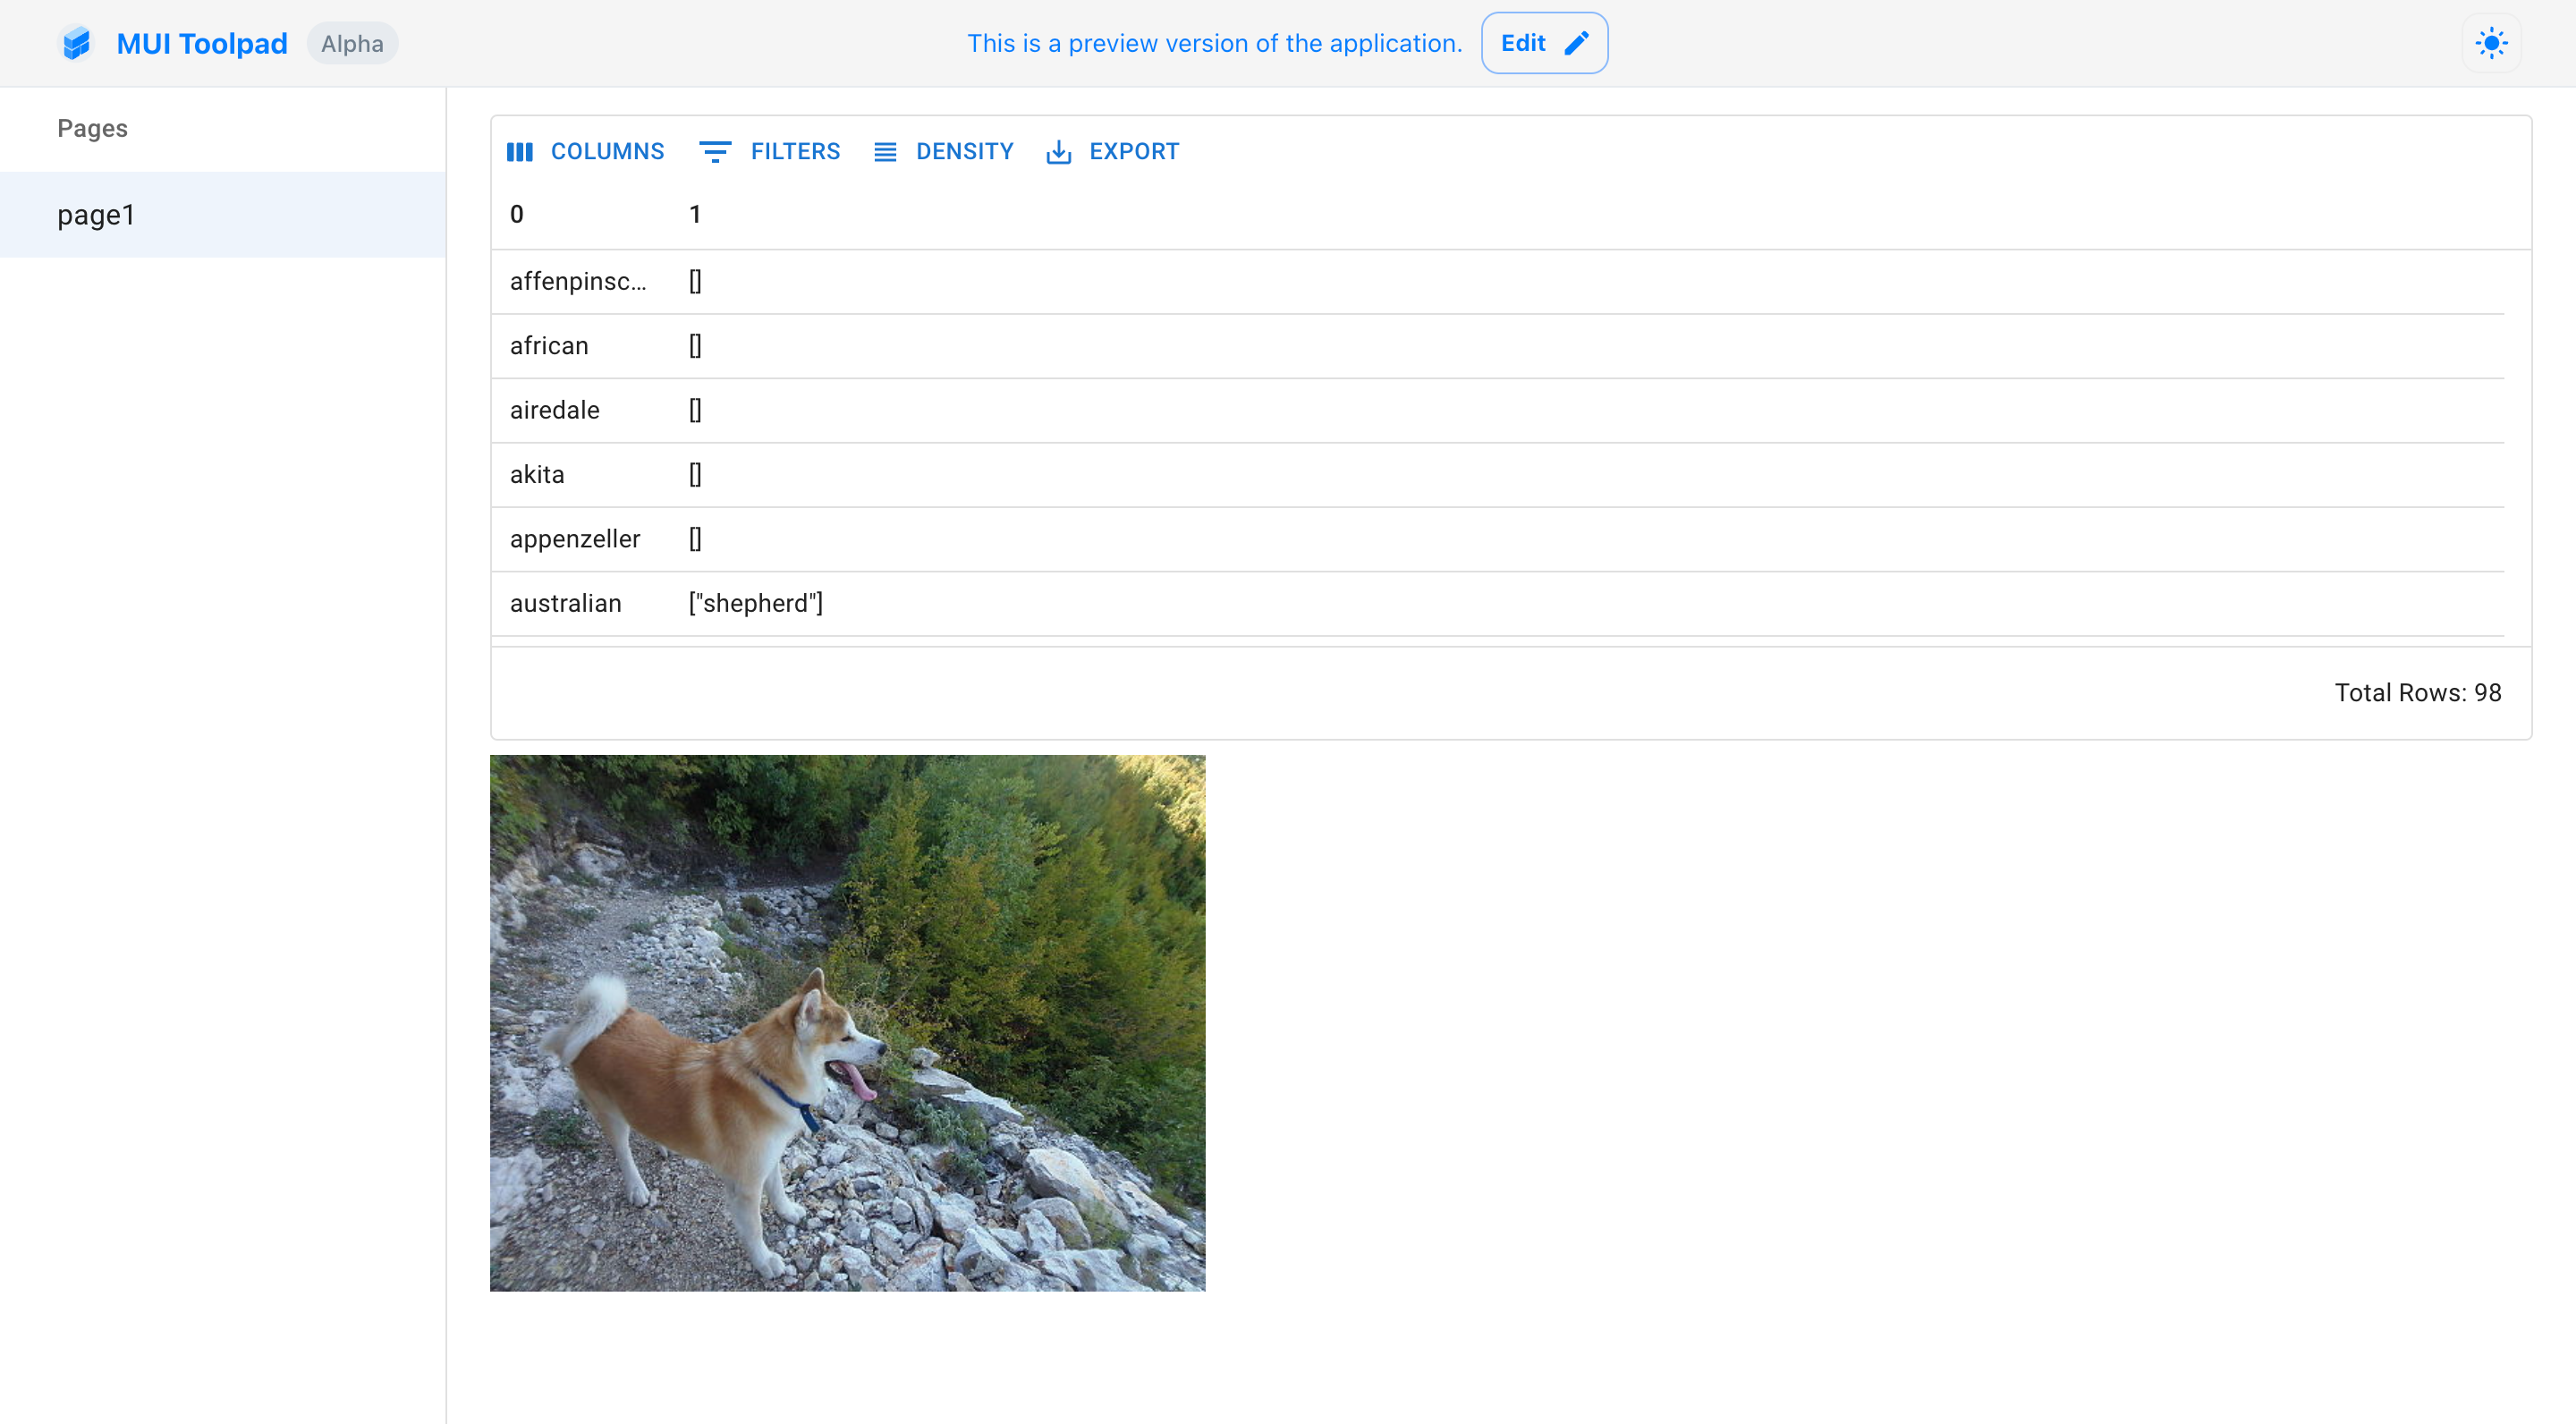 MUI Toolpad Alpha
This is a preview version of the application. Edit
Pages
page1
COLUMNS FILTERS DENSITY EXPORT
0 1
affenpinsc... []
african []
airedale []
akita []
appenzeller []
australian ["shepherd"]
Total Rows: 98